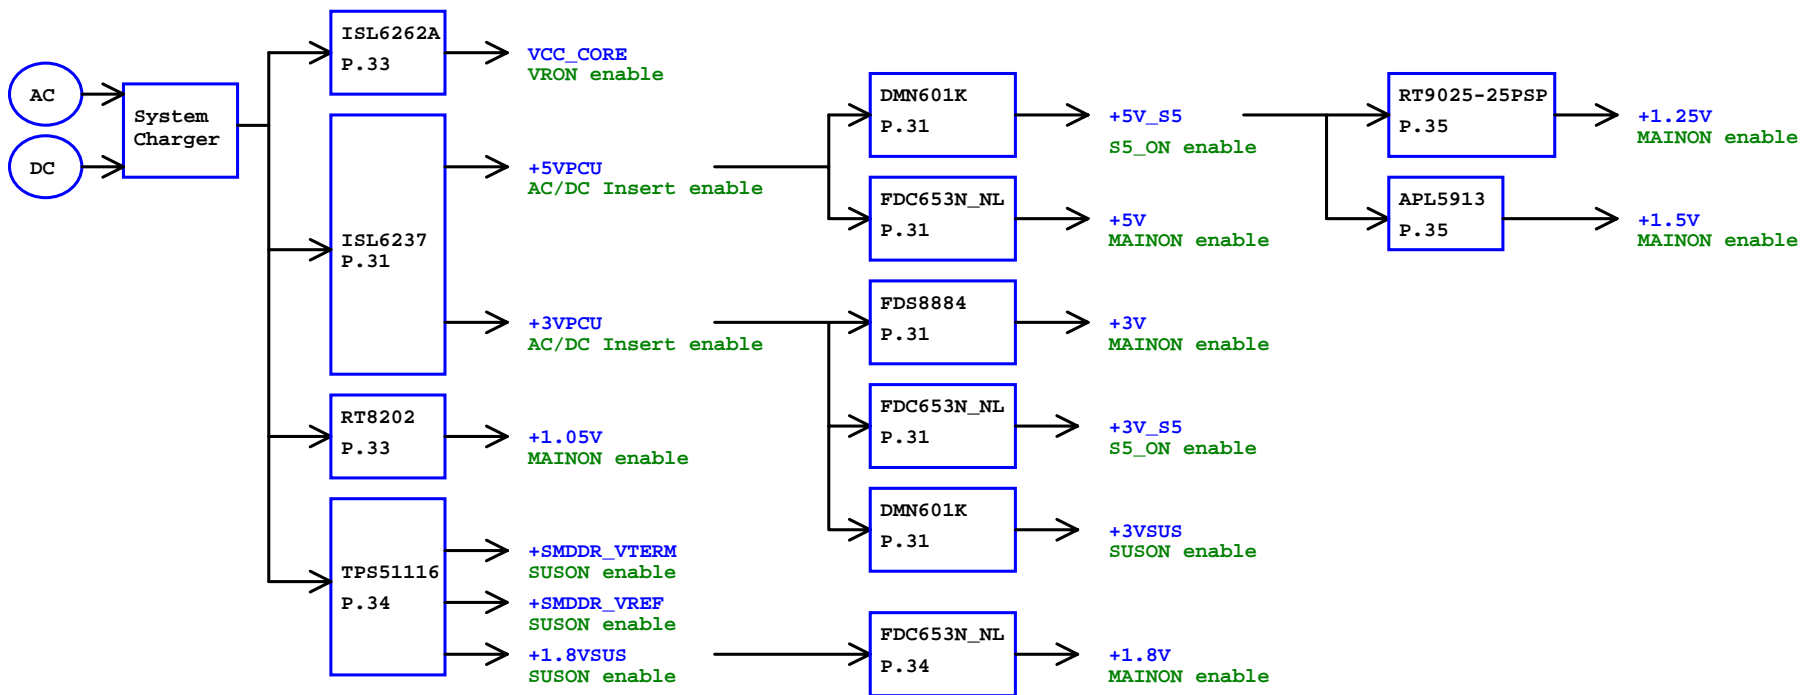 AC
DC
System
Charger
ISL6262A
P.33
VCC_CORE
VRON enable
ISL6237
P.31
+5VPCU
AC/DC Insert enable
+3VPCU
AC/DC Insert enable
RT8202
P.33
+1.05V
MAINON enable
TPS51116
P.34
+SMDDR_VTERM
SUSON enable
+SMDDR_VREF
SUSON enable
+1.8VSUS
SUSON enable
DMN601K
P.31
+5V_S5
S5_ON enable
FDC653N_NL
P.31
+5V
MAINON enable
FDS8884
P.31
+3V
MAINON enable
FDC653N_NL
P.31
+3V_S5
S5_ON enable
DMN601K
P.31
+3VSUS
SUSON enable
FDC653N_NL
P.34
+1.8V
MAINON enable
RT9025-25PSP
P.35
+1.25V
MAINON enable
APL5913
P.35
+1.5V
MAINON enable